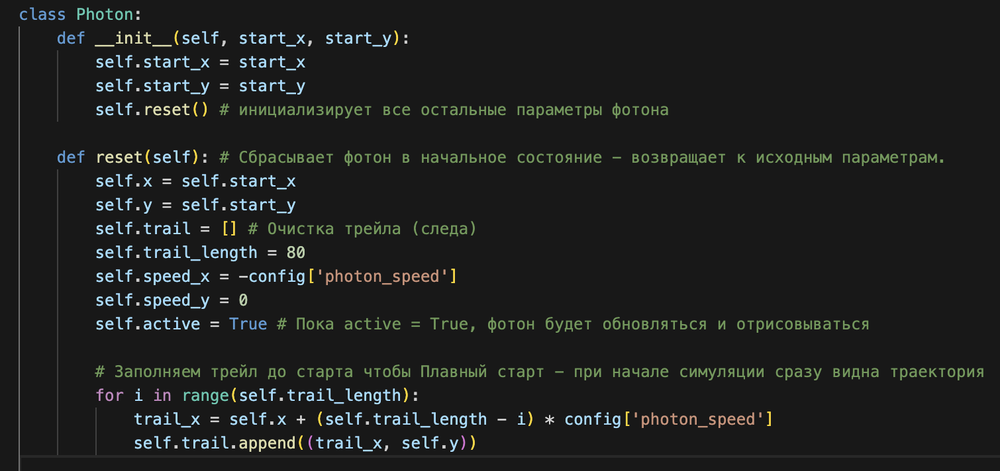 class Photon:
    def __init__(self, start_x, start_y):
        self.start_x = start_x
        self.start_y = start_y
        self.reset() # инициализирует все остальные параметры фотона

    def reset(self): # Сбрасывает фотон в начальное состояние - возвращает к исходным параметрам.
        self.x = self.start_x
        self.y = self.start_y
        self.trail = [] # Очистка трейла (следа)
        self.trail_length = 80
        self.speed_x = -config['photon_speed']
        self.speed_y = 0
        self.active = True # Пока active = True, фотон будет обновляться и отрисовываться

        # Заполняем трейл до старта чтобы Плавный старт - при начале симуляции сразу видна траектория
        for i in range(self.trail_length):
            trail_x = self.x + (self.trail_length - i) * config['photon_speed']
            self.trail.append((trail_x, self.y))